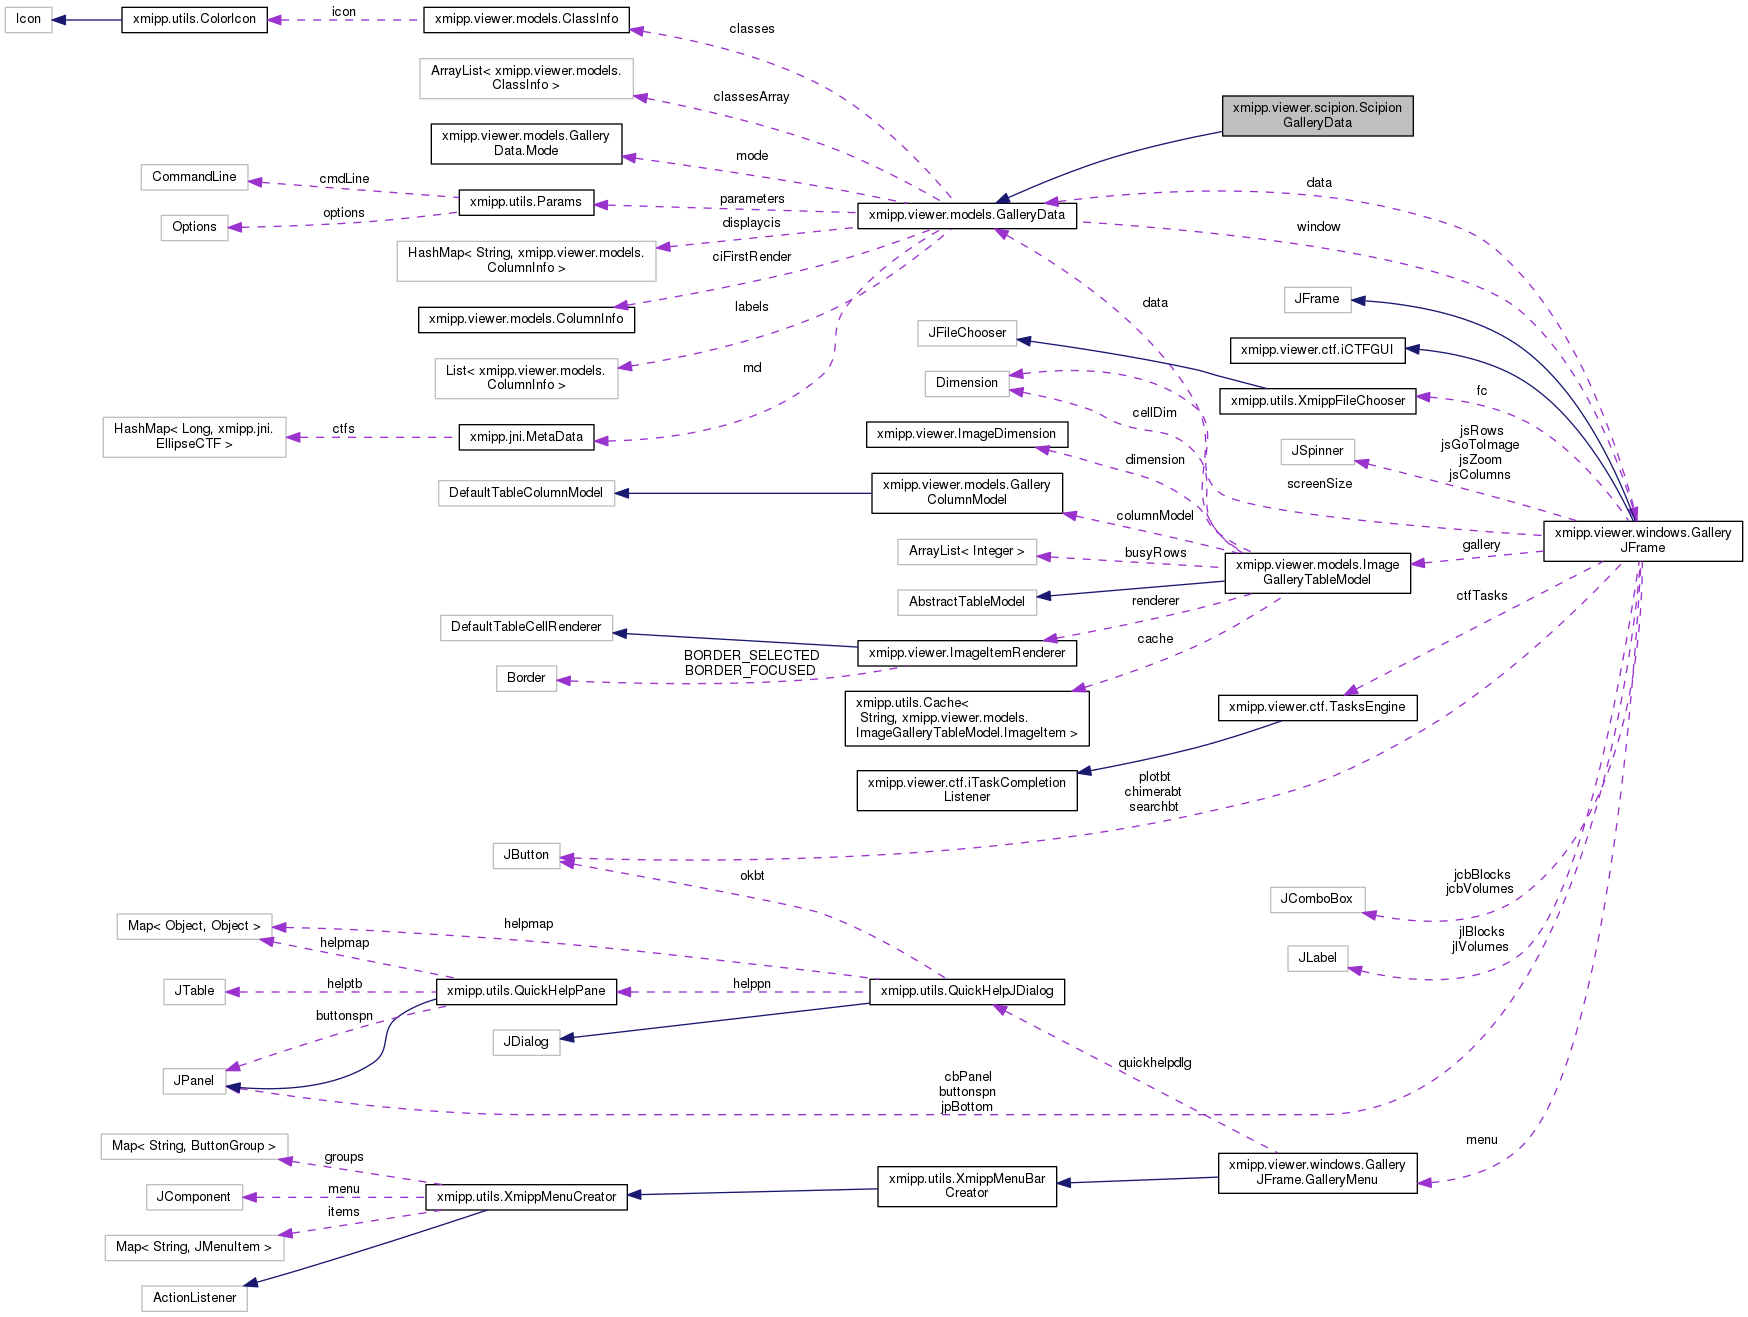 Icon
xmipp.utils.ColorIcon
icon
xmipp.viewer.models.ClassInfo
classes
ArrayList< xmipp.viewer.models.
ClassInfo >
classesArray
xmipp.viewer.scipion.Scipion
GalleryData
xmipp.viewer.models.Gallery
Data.Mode
mode
CommandLine
cmdLine
Options
options
xmipp.utils.Params
parameters
displaycis
xmipp.viewer.models.GalleryData
data
window
HashMap< String, xmipp.viewer.models.
ColumnInfo >
ciFirstRender
xmipp.viewer.models.ColumnInfo
labels
data
JFrame
JFileChooser
xmipp.viewer.ctf.iCTFGUI
List< xmipp.viewer.models.
ColumnInfo >
md
Dimension
cellDim
xmipp.utils.XmippFileChooser
fc
HashMap< Long, xmipp.jni.
EllipseCTF >
ctfs
xmipp.jni.MetaData
xmipp.viewer.ImageDimension
dimension
JSpinner
jsRows
jsGoToImage
jsZoom
jsColumns
screenSize
DefaultTableColumnModel
xmipp.viewer.models.Gallery
ColumnModel
columnModel
xmipp.viewer.windows.Gallery
JFrame
gallery
ArrayList< Integer >
busyRows
xmipp.viewer.models.Image
GalleryTableModel
AbstractTableModel
renderer
ctfTasks
DefaultTableCellRenderer
xmipp.viewer.ImageItemRenderer
cache
BORDER_SELECTED
BORDER_FOCUSED
Border
xmipp.utils.Cache<
String, xmipp.viewer.models.
ImageGalleryTableModel.ImageItem >
xmipp.viewer.ctf.TasksEngine
xmipp.viewer.ctf.iTaskCompletion
Listener
plotbt
chimerabt
searchbt
JButton
okbt
jcbBlocks
jcbVolumes
JComboBox
Map< Object, Object >
helpmap
helpmap
jlBlocks
jlVolumes
JLabel
JTable
helptb
xmipp.utils.QuickHelpPane
helppn
xmipp.utils.QuickHelpJDialog
buttonspn
JDialog
JPanel
quickhelpdlg
cbPanel
buttonspn
jpBottom
Map< String, ButtonGroup >
groups
menu
JComponent
menu
xmipp.utils.XmippMenuCreator
xmipp.utils.XmippMenuBar
Creator
xmipp.viewer.windows.Gallery
JFrame.GalleryMenu
items
Map< String, JMenuItem >
ActionListener